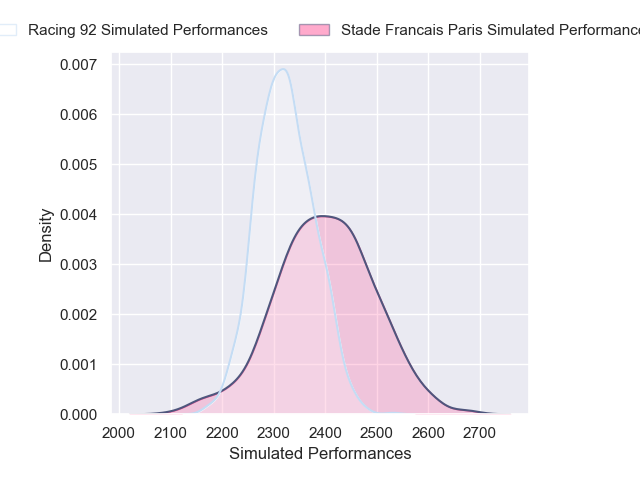 Racing 92 Simulated Performances
Stade Francais Paris Simulated Performance
0.007
0.006
0.005
0.004
0.003
0.002
0.001
0.000
Density
2000 2100 2200 2300 2400 2500 2600 2700
Simulated Performances